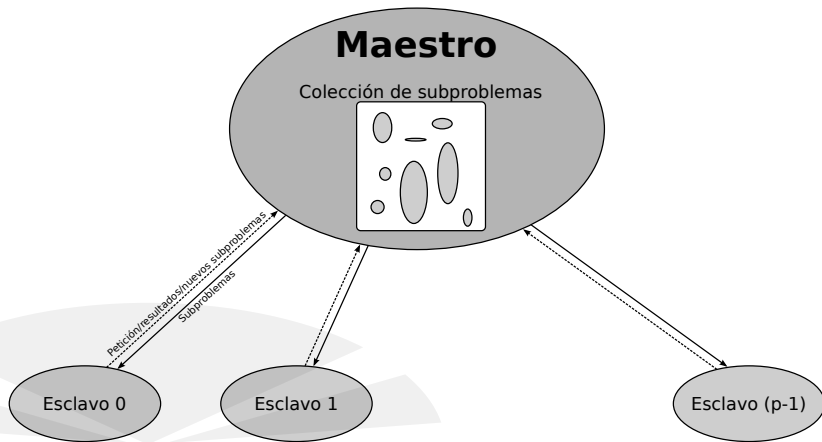 Maestro
Colección de subproblemas
Petición/resultados/nuevos subproblemas
Subproblemas
Esclavo 0
Esclavo 1
Esclavo (p-1)